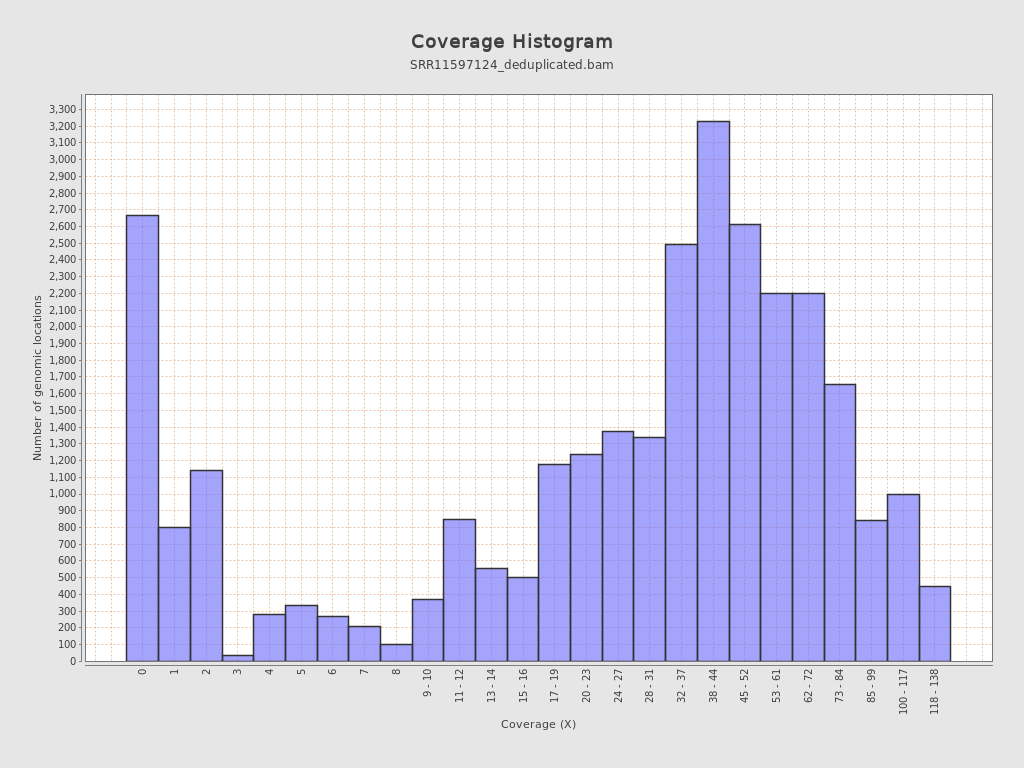 Coverage Histogram
SRR11597124_deduplicated.bam
Number of genomic locations
3,300
3,200
3,100
3,000
2,900
2,800
2,700
2,600
2,500
2,400
2,300
2,200
2,100
2,000
1,900
1,800
1,700
1,600
1,500
1,400
1,300
1,200
1,100
1,000
900
800
700
600
500
400
300
200
100
0
0
1
2
3
4
5
6
7
8
9 - 10
11 - 12
13 - 14
15 - 16
17 - 19
20 - 23
24 - 27
28 - 31
32 - 37
38 - 44
45 - 52
53 - 61
62 - 72
73 - 84
85 - 99
100 - 117
118 - 138
Coverage (X)